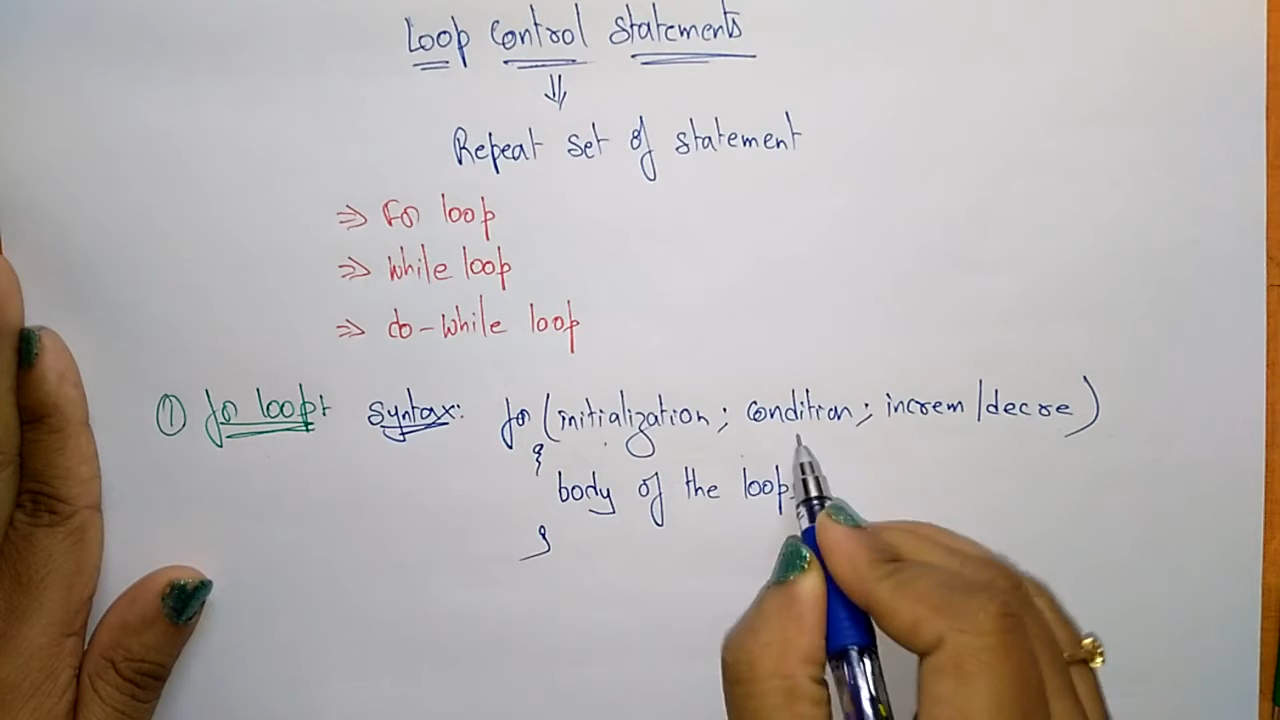 Loop Control Statements
⇓
Repeat set of statement
⇒ For loop
⇒ while loop
⇒ do-while loop
① for loop: Syntax: for (initialization; condition; increm/decre)
{
body of the loop
}